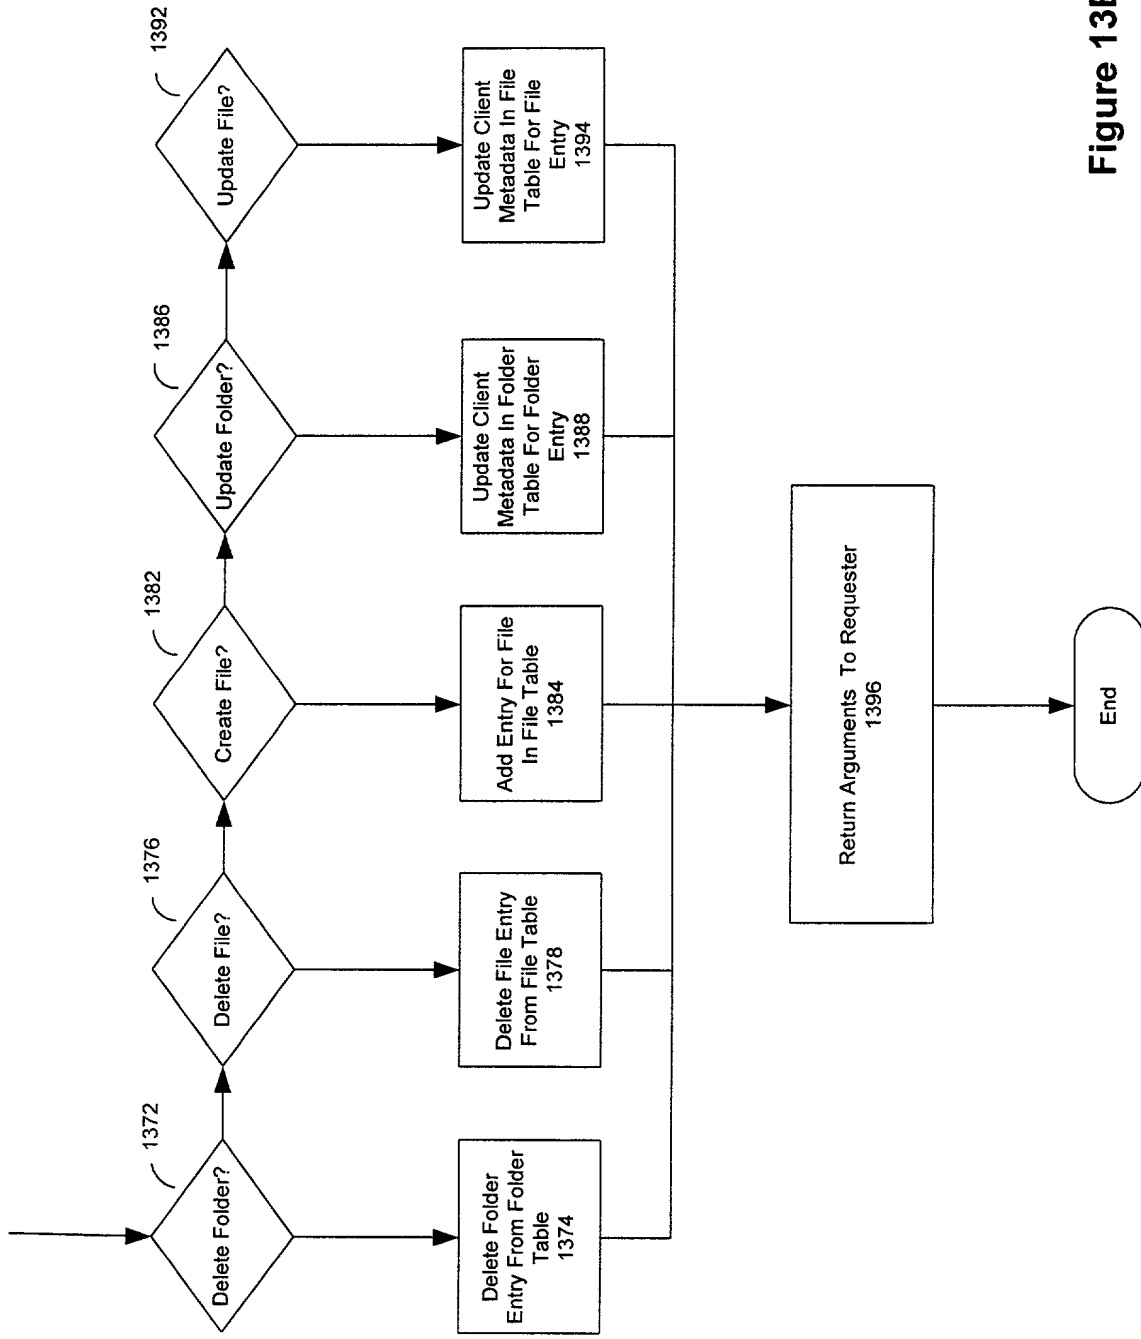 Delete Folder?
1372
Delete File?
1376
Create File?
1382
Update Folder?
1386
Update File?
1392
Delete Folder
Entry From Folder
Table
1374
Delete File Entry
From File Table
1378
Add Entry For File
In File Table
1384
Update Client
Metadata In Folder
Table For Folder
Entry
1388
Update Client
Metadata In File
Table For File
Entry
1394
Return Arguments To Requester
1396
End
Figure 13E